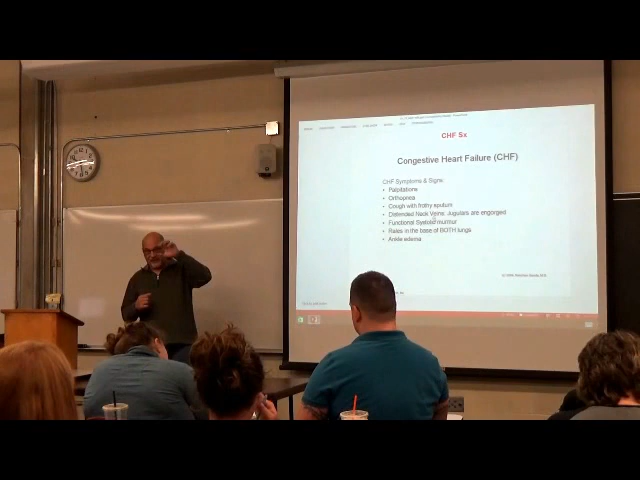 CHF 5x
Congestive Heart Failure (CHF)
CHF Symptoms & Signs:
• Palpitations
• Orthopnea
• Cough with frothy sputum
• Distended Neck Veins: Jugulars are engorged
• Functional Systolic murmur
• Rales in the base of BOTH lungs
• Ankle edema